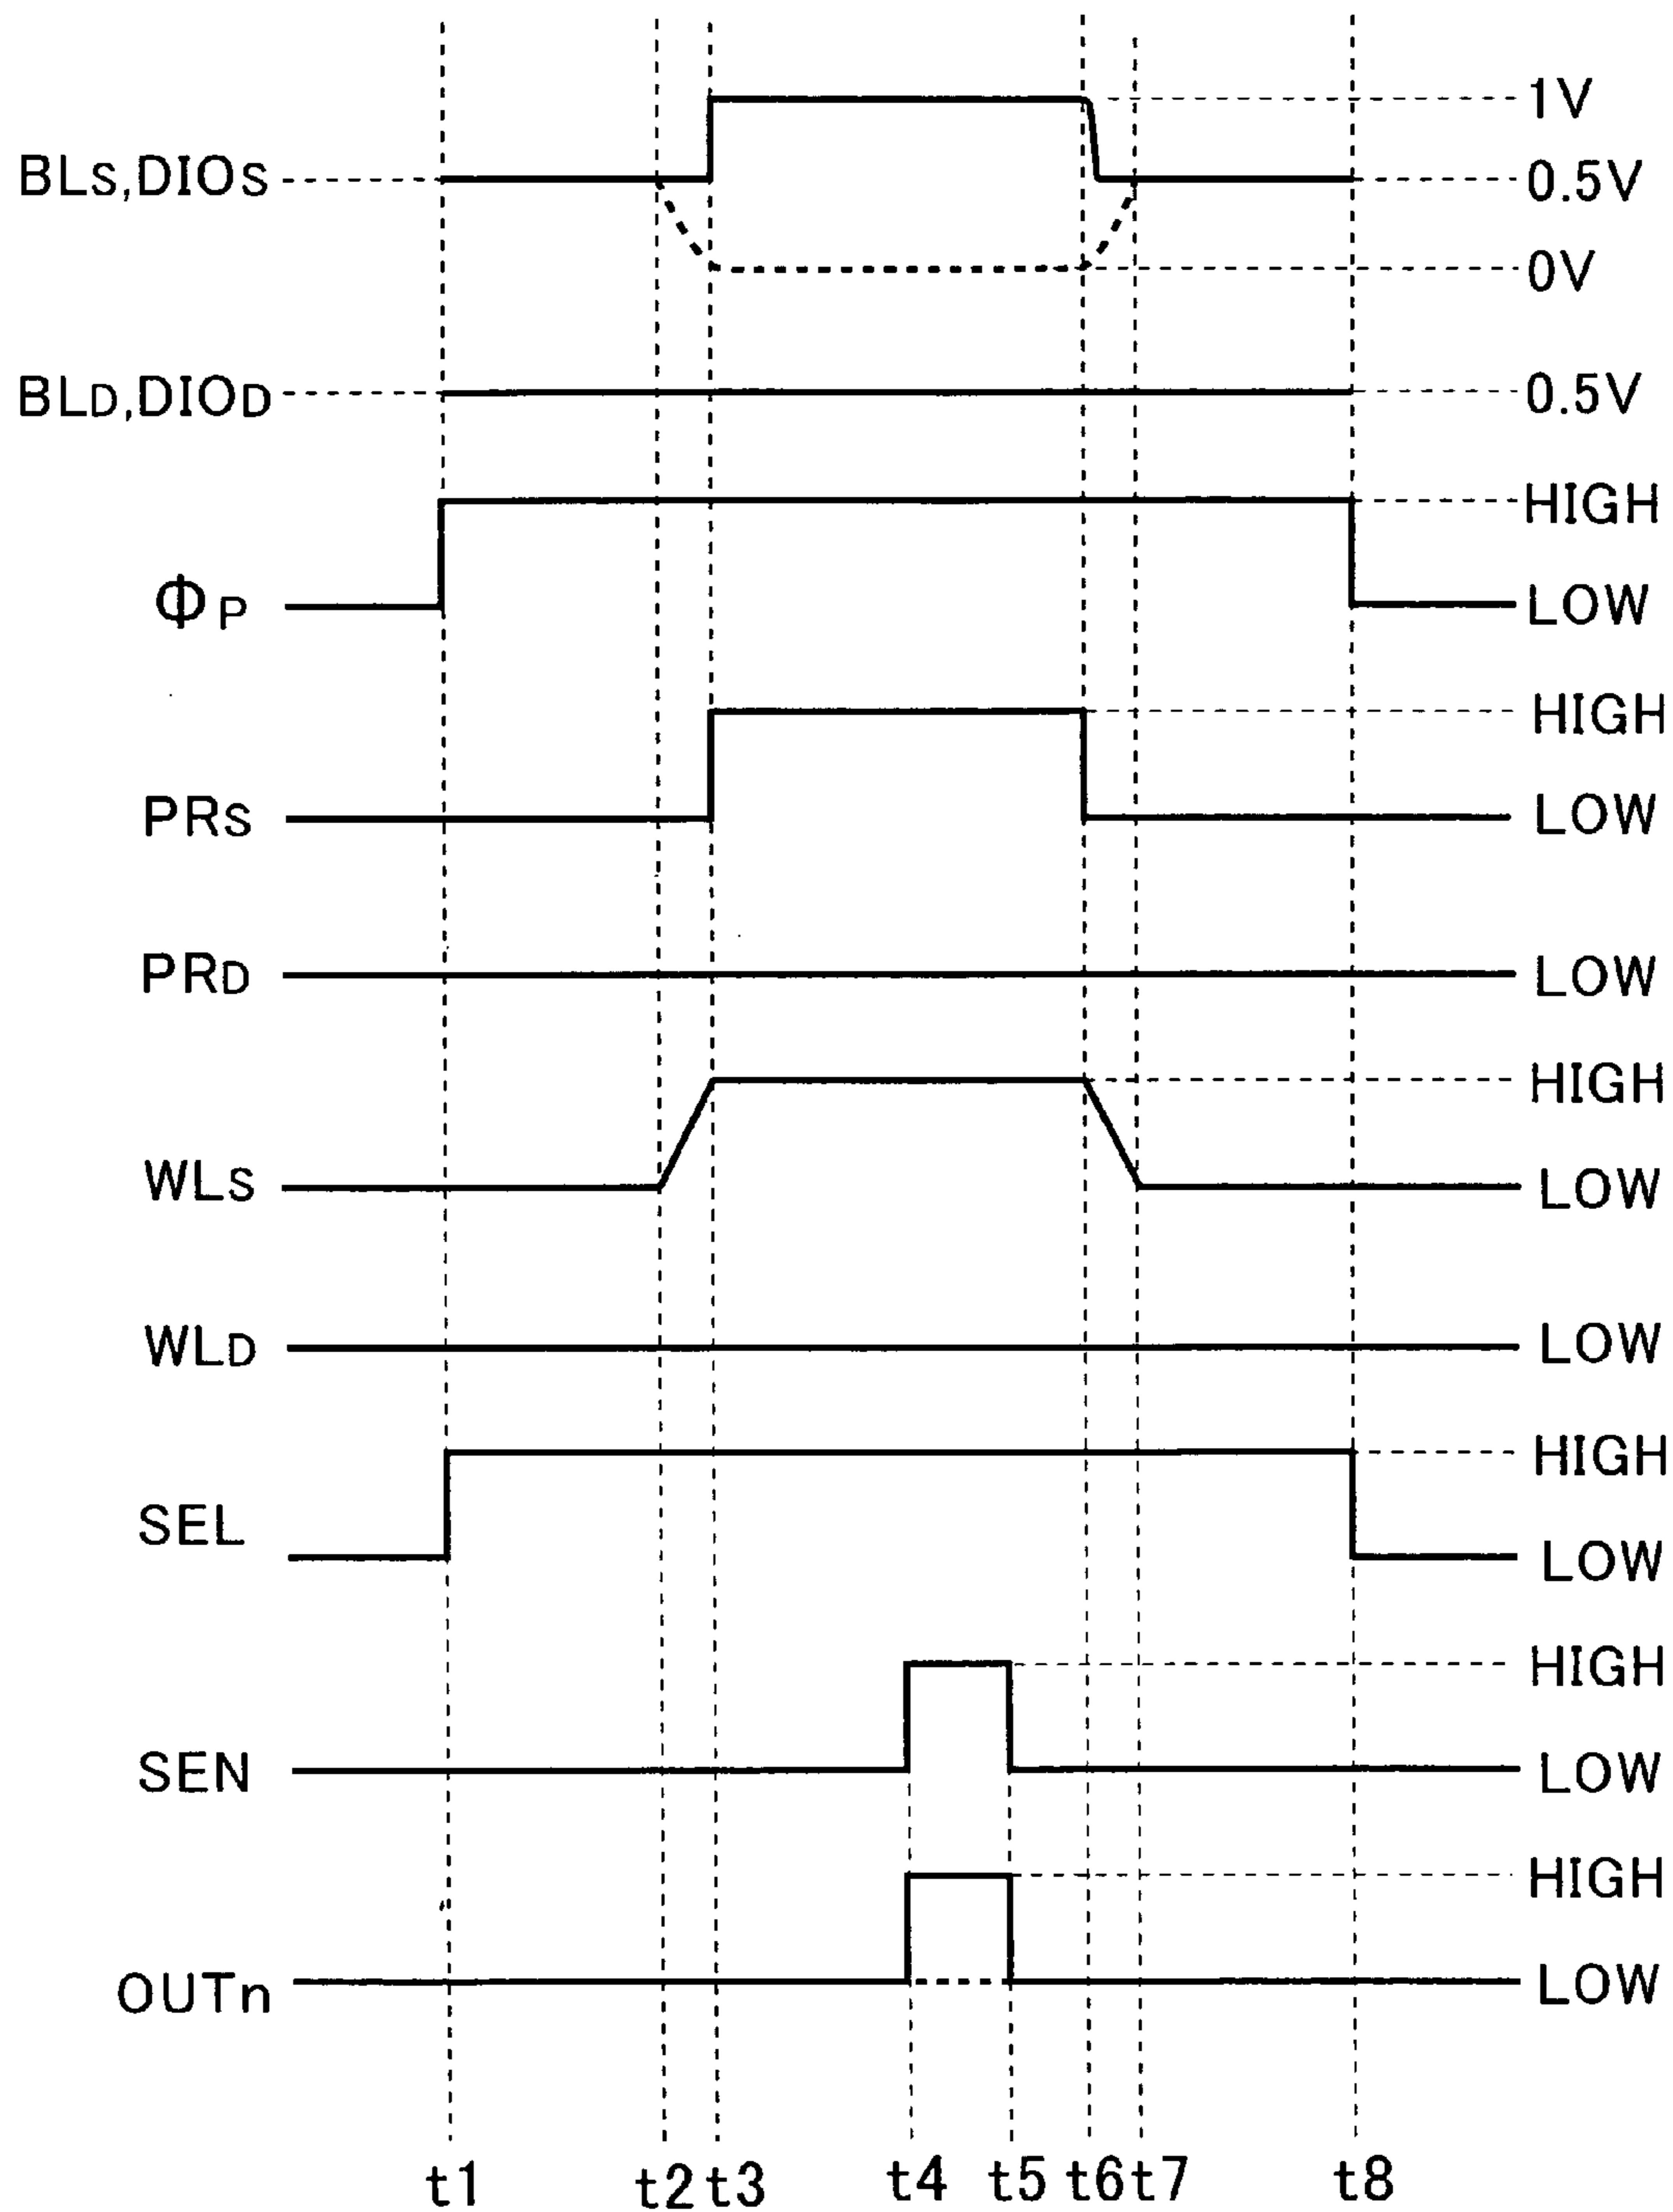 1V
BLS,DIOS 0.5V
0V
BLD,DIOD 0.5V
HIGH
ΦP LOW
HIGH
PRS LOW
PRD LOW
HIGH
WLS LOW
WLD LOW
HIGH
SEL LOW
HIGH
SEN LOW
HIGH
OUTn LOW
t1 t2 t3 t4 t5 t6 t7 t8